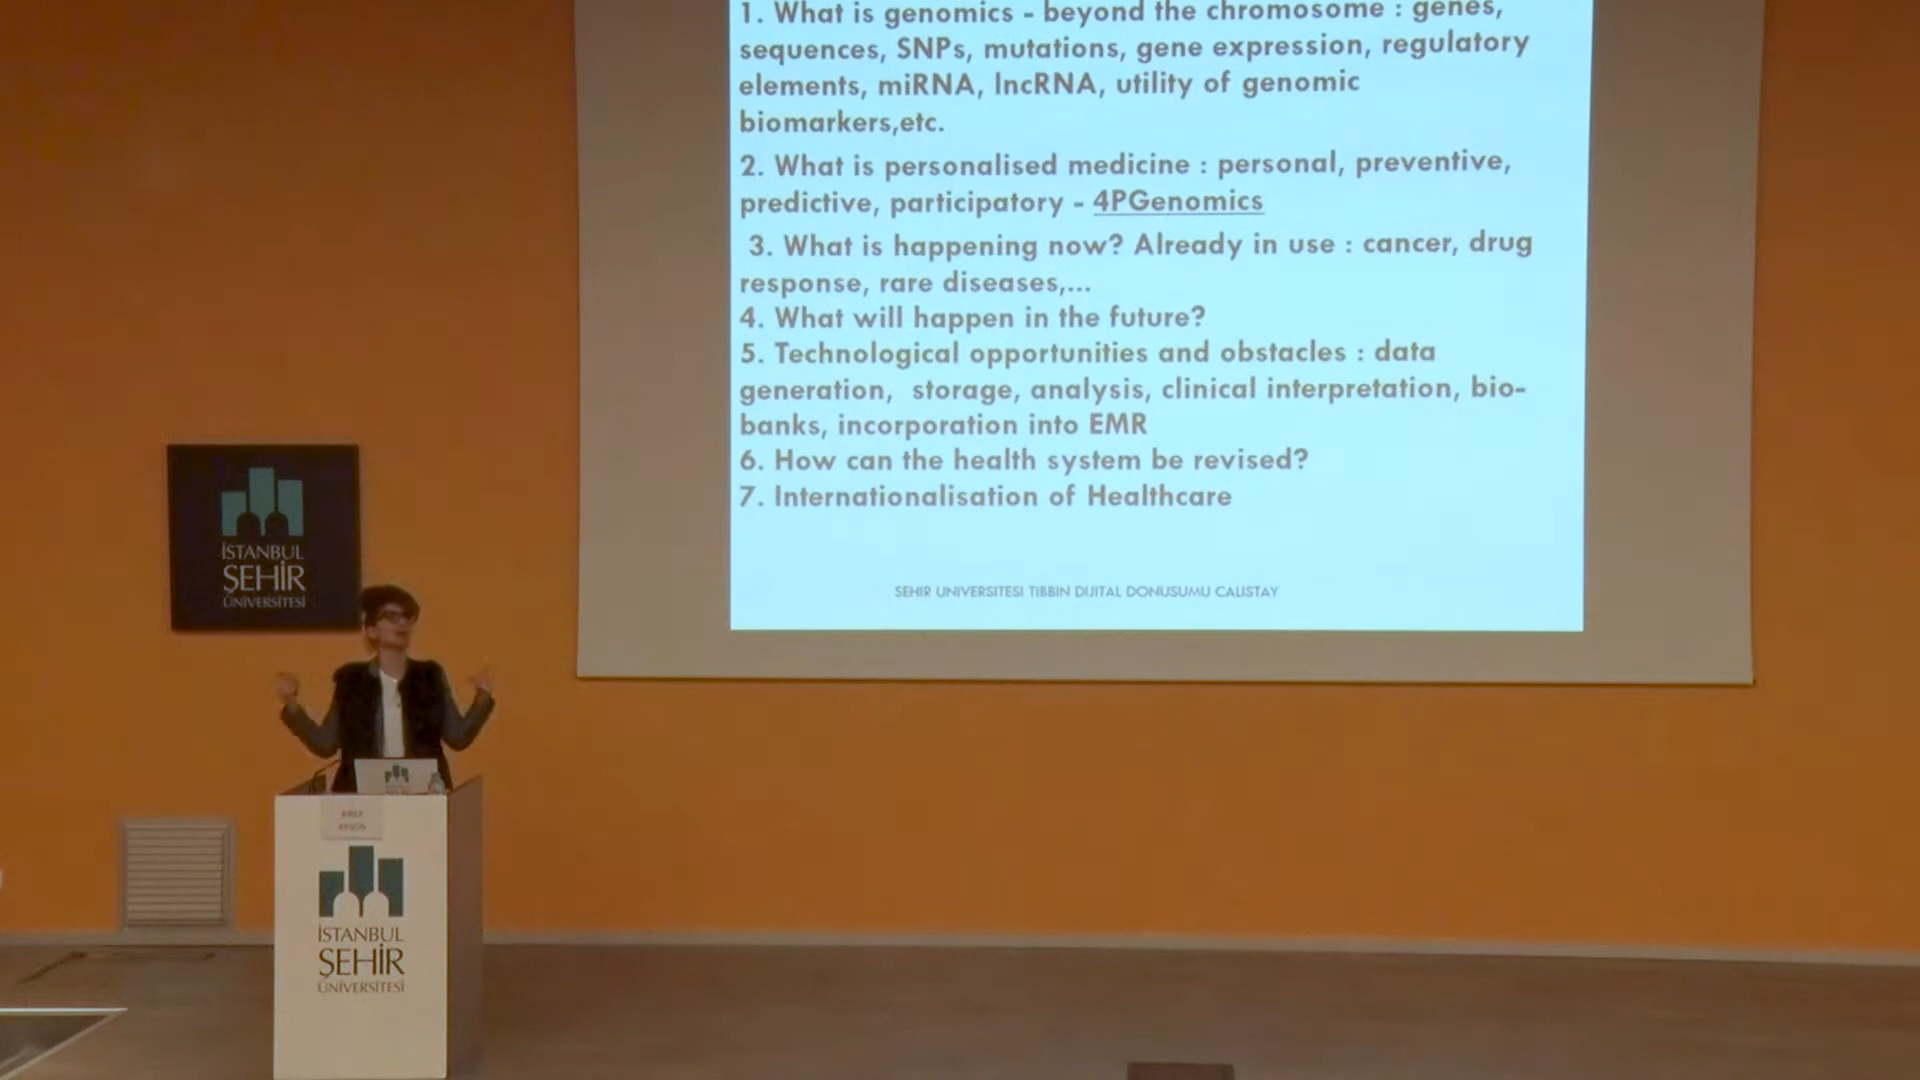 1. What is genomics - beyond the chromosome : genes,
sequences, SNPs, mutations, gene expression, regulatory
elements, miRNA, lncRNA, utility of genomic
biomarkers,etc.
2. What is personalised medicine : personal, preventive,
predictive, participatory - 4PGenomics
3. What is happening now? Already in use : cancer, drug
response, rare diseases,...
4. What will happen in the future?
5. Technological opportunities and obstacles : data
generation, storage, analysis, clinical interpretation, bio-
banks, incorporation into EMR
6. How can the health system be revised?
7. Internationalisation of Healthcare
SEHIR UNIVERSITESI TIBBIN DIJITAL DONUSUMU CALISTAY
İSTANBUL
ŞEHİR
ÜNİVERSİTESİ
İSTANBUL
ŞEHİR
ÜNİVERSİTESİ